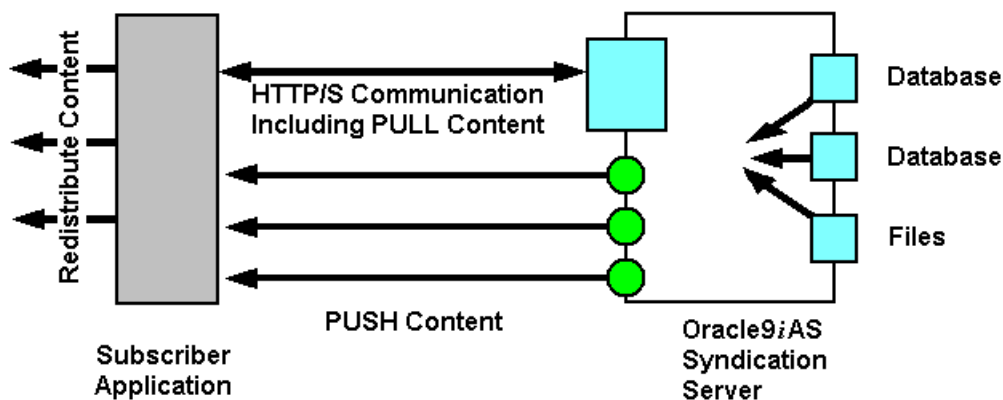 Redistribute Content
HTTP/S Communication
Including PULL Content
PUSH Content
Subscriber
Application
Database
Database
Files
Oracle9iAS
Syndication
Server